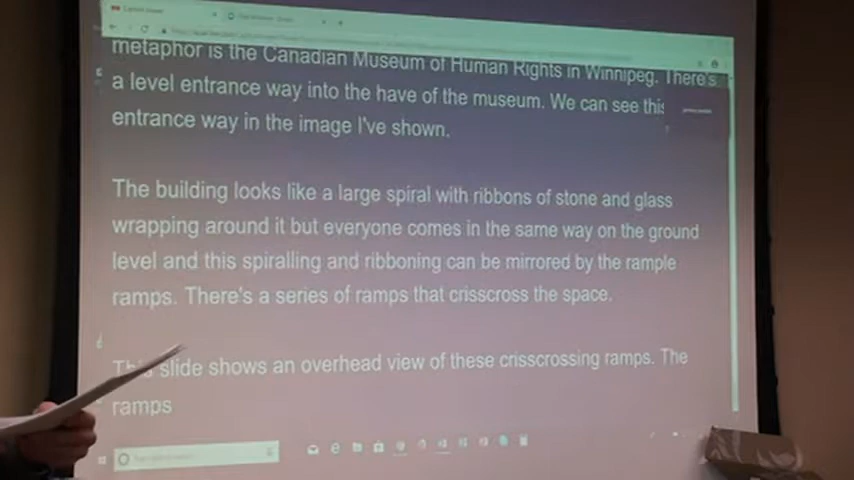 metaphor is the Canadian Museum of Human Rights in Winnipeg. There's
a level entrance way into the have of the museum. We can see this
entrance way in the image I've shown.
The building looks like a large spiral with ribbons of stone and glass
wrapping around it but everyone comes in the same way on the ground
level and this spiralling and ribboning can be mirrored by the rample
ramps. There's a series of ramps that crisscross the space.
This slide shows an overhead view of these crisscrossing ramps. The
ramps